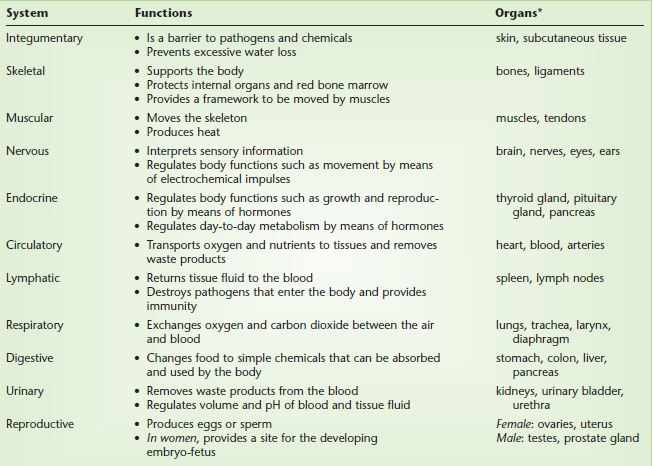 System Functions Organs*
Integumentary • Is a barrier to pathogens and chemicals skin, subcutaneous tissue
• Prevents excessive water loss
Skeletal • Supports the body bones, ligaments
• Protects internal organs and red bone marrow
• Provides a framework to be moved by muscles
Muscular • Moves the skeleton muscles, tendons
• Produces heat
Nervous • Interprets sensory information brain, nerves, eyes, ears
• Regulates body functions such as movement by means
of electrochemical impulses
Endocrine • Regulates body functions such as growth and reproduc- thyroid gland, pituitary
tion by means of hormones gland, pancreas
• Regulates day-to-day metabolism by means of hormones
Circulatory • Transports oxygen and nutrients to tissues and removes heart, blood, arteries
waste products
Lymphatic • Returns tissue fluid to the blood spleen, lymph nodes
• Destroys pathogens that enter the body and provides
immunity
Respiratory • Exchanges oxygen and carbon dioxide between the air lungs, trachea, larynx,
and blood diaphragm
Digestive • Changes food to simple chemicals that can be absorbed stomach, colon, liver,
and used by the body pancreas
Urinary • Removes waste products from the blood kidneys, urinary bladder,
• Regulates volume and pH of blood and tissue fluid urethra
Reproductive • Produces eggs or sperm Female: ovaries, uterus
• In women, provides a site for the developing Male: testes, prostate gland
embryo-fetus